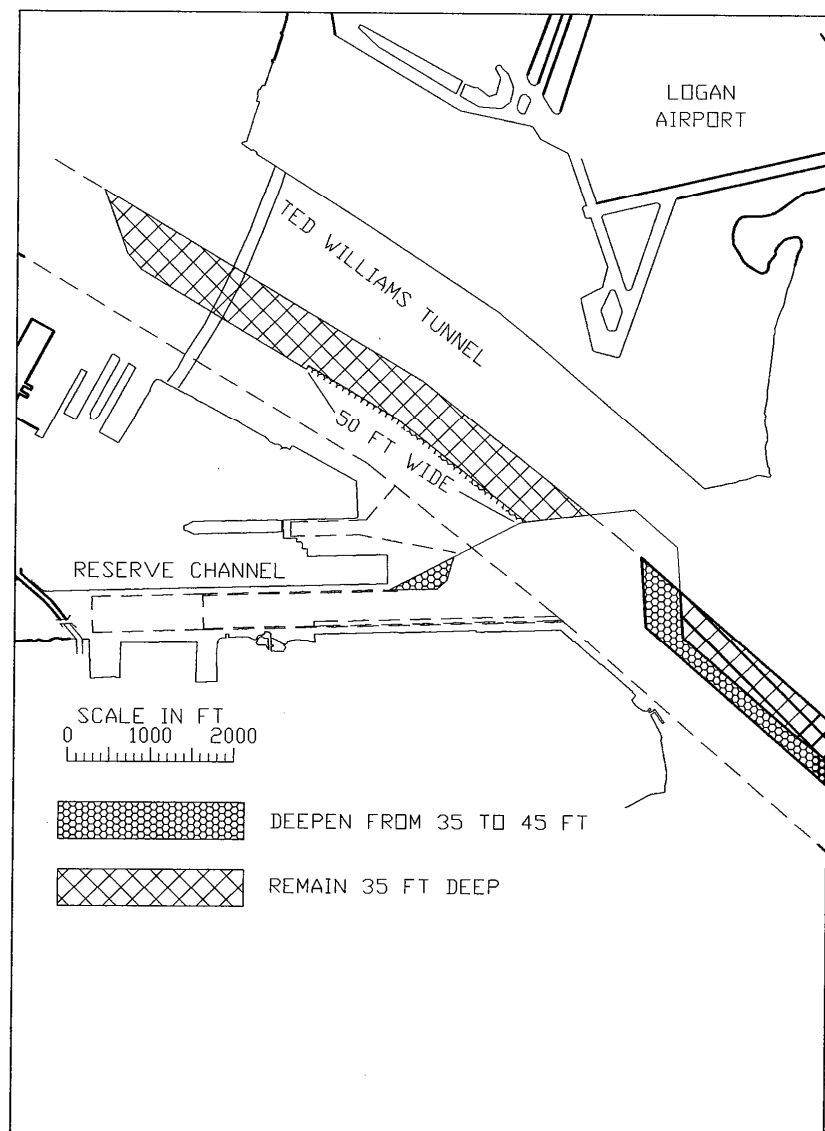 LOGAN
AIRPORT
TED WILLIAMS TUNNEL
50 FT WIDE
RESERVE CHANNEL
SCALE IN FT
0 1000 2000
DEEPEN FROM 35 TO 45 FT
REMAIN 35 FT DEEP